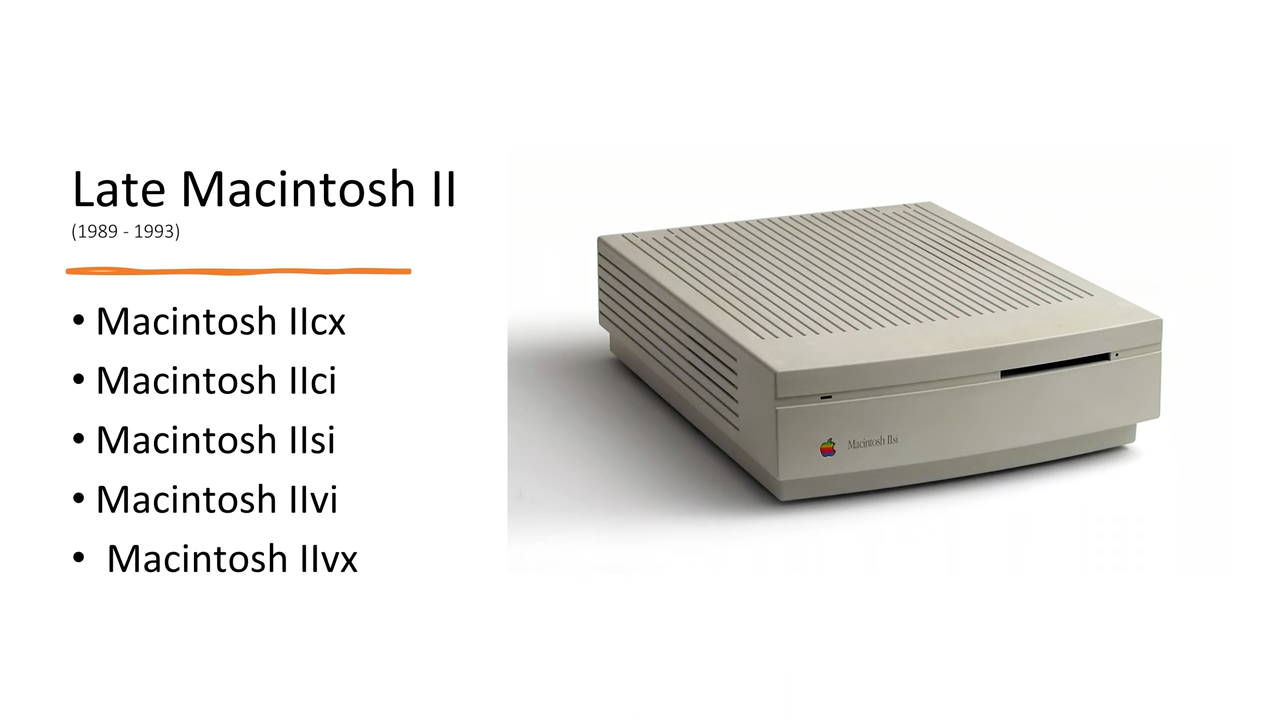 Late Macintosh II
(1989 - 1993)
• Macintosh IIcx
• Macintosh IIci
• Macintosh IIsi
• Macintosh IIvi
• Macintosh IIvx
Macintosh IIsi